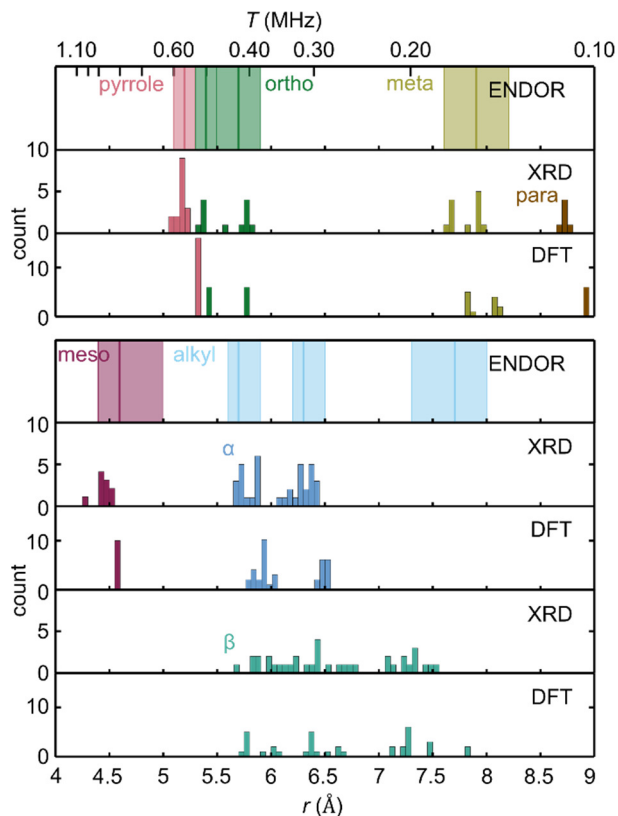 T (MHz)
1.10 0.60 0.40 0.30 0.20 0.10
pyrrole ortho meta ENDOR
10 XRD
5 para
0
count
10 DFT
0
meso alkyl ENDOR
10
α XRD
5
0
10 DFT
0
count
10 XRD
5 β
0
10 DFT
0
4 4.5 5 5.5 6 6.5 7 7.5 8 8.5 9
r (Å)